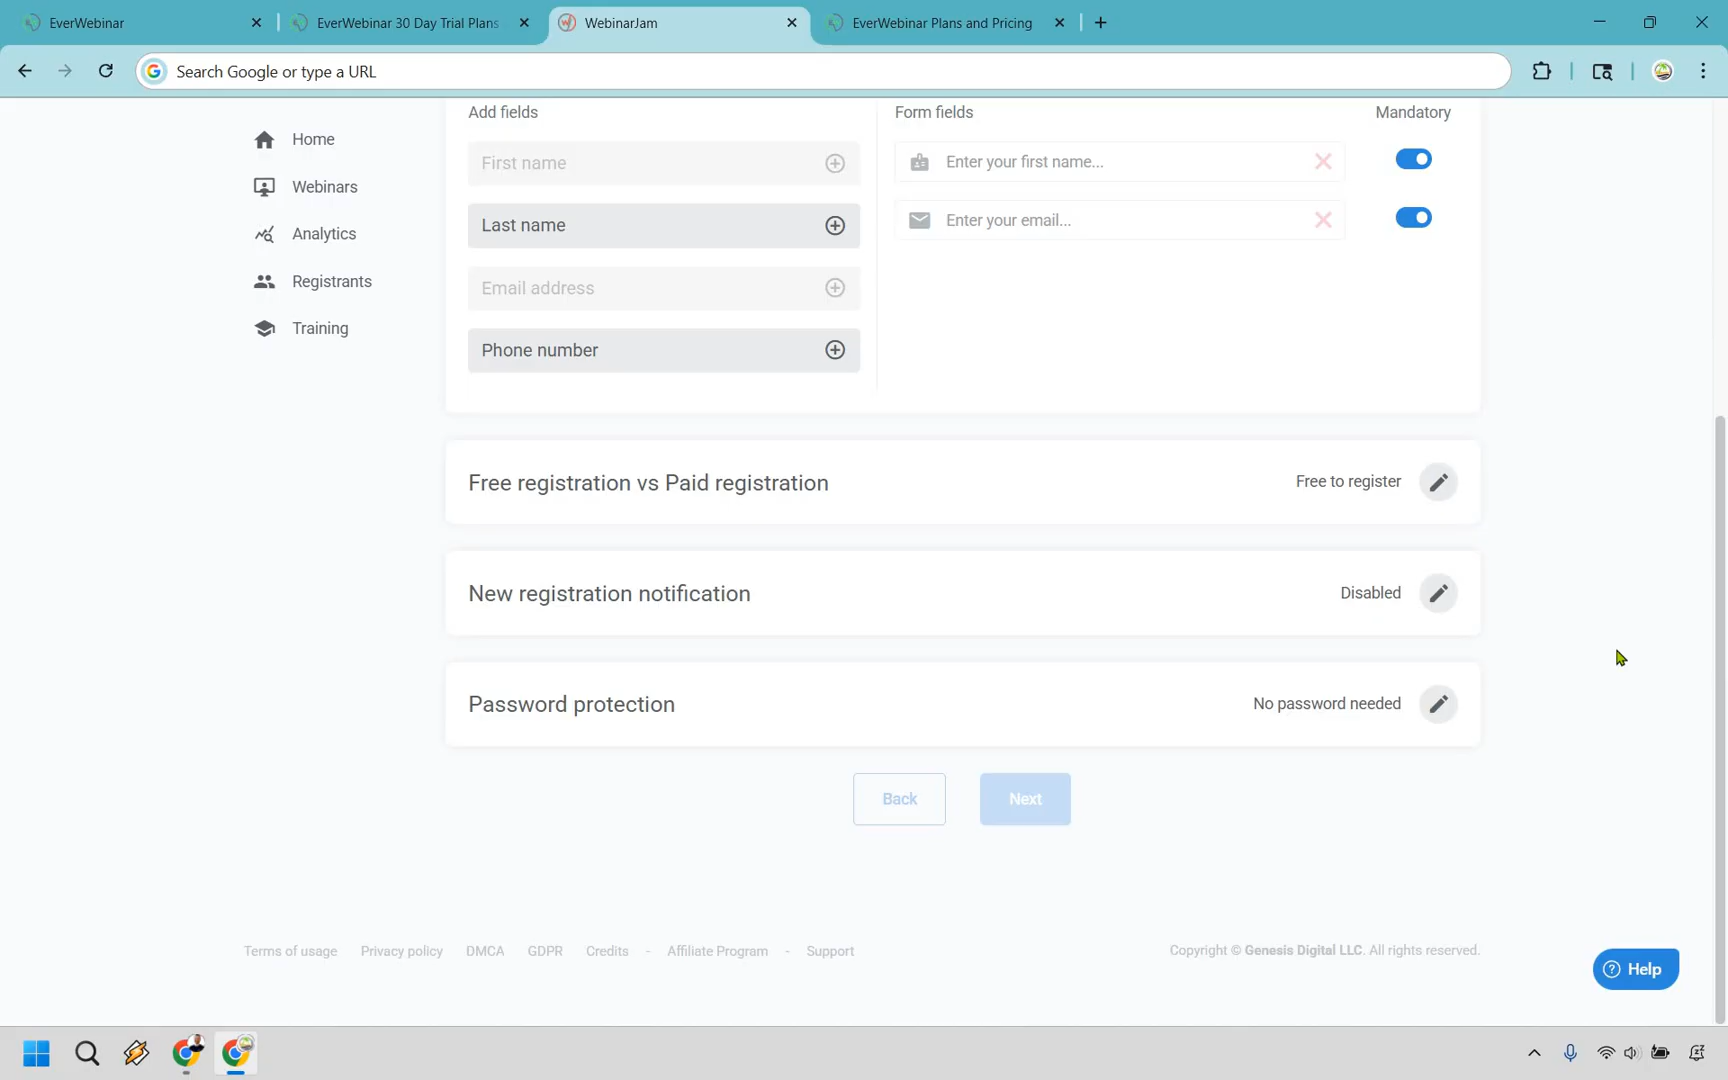 EverWebinar
EverWebinar 30 Day Trial Plans
WebinarJam
EverWebinar Plans and Pricing
Search Google or type a URL
Home
Webinars
Analytics
Registrants
Training
Add fields
First name
Last name
Email address
Phone number
Form fields
Mandatory
Enter your first name...
Enter your email...
Free registration vs Paid registration
Free to register
New registration notification
Disabled
Password protection
No password needed
Back
Next
Terms of usage
Privacy policy
DMCA
GDPR
Credits
-
Affiliate Program
-
Support
Copyright © Genesis Digital LLC. All rights reserved.
Help